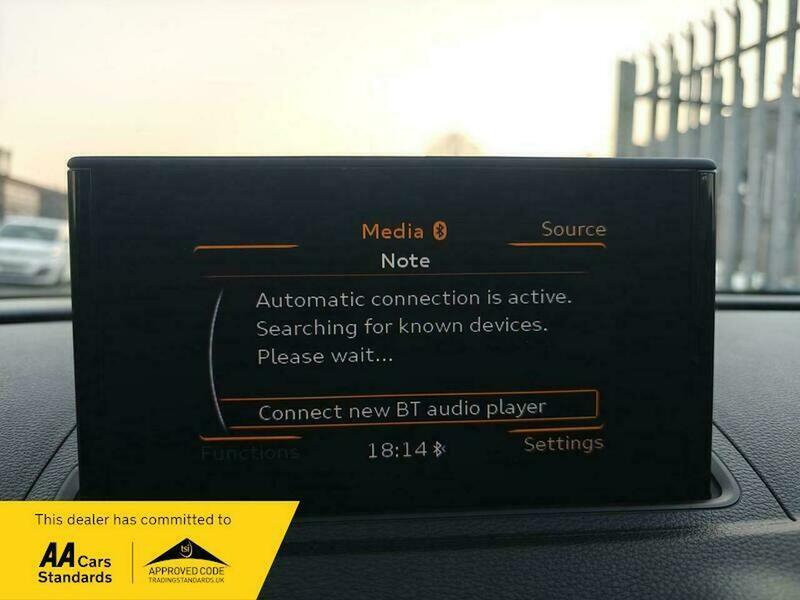 Media
Source
Note
Automatic connection is active.
Searching for known devices.
Please wait...
Connect new BT audio player
Functions
18:14
Settings
This dealer has committed to
AA Cars
Standards
tsi
APPROVED CODE
TRADINGSTANDARDS.UK